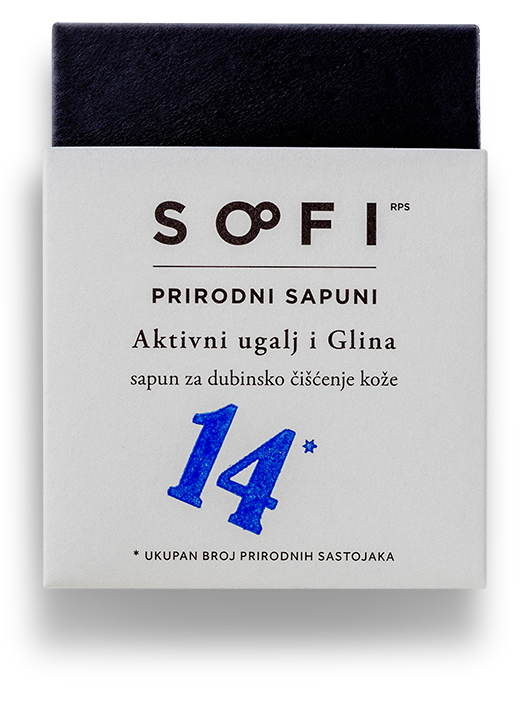 SOFI RPS
PRIRODNI SAPUNI
Aktivni ugalj i Glina
sapun za dubinsko čišćenje kože
14*
* UKUPAN BROJ PRIRODNIH SASTOJAKA